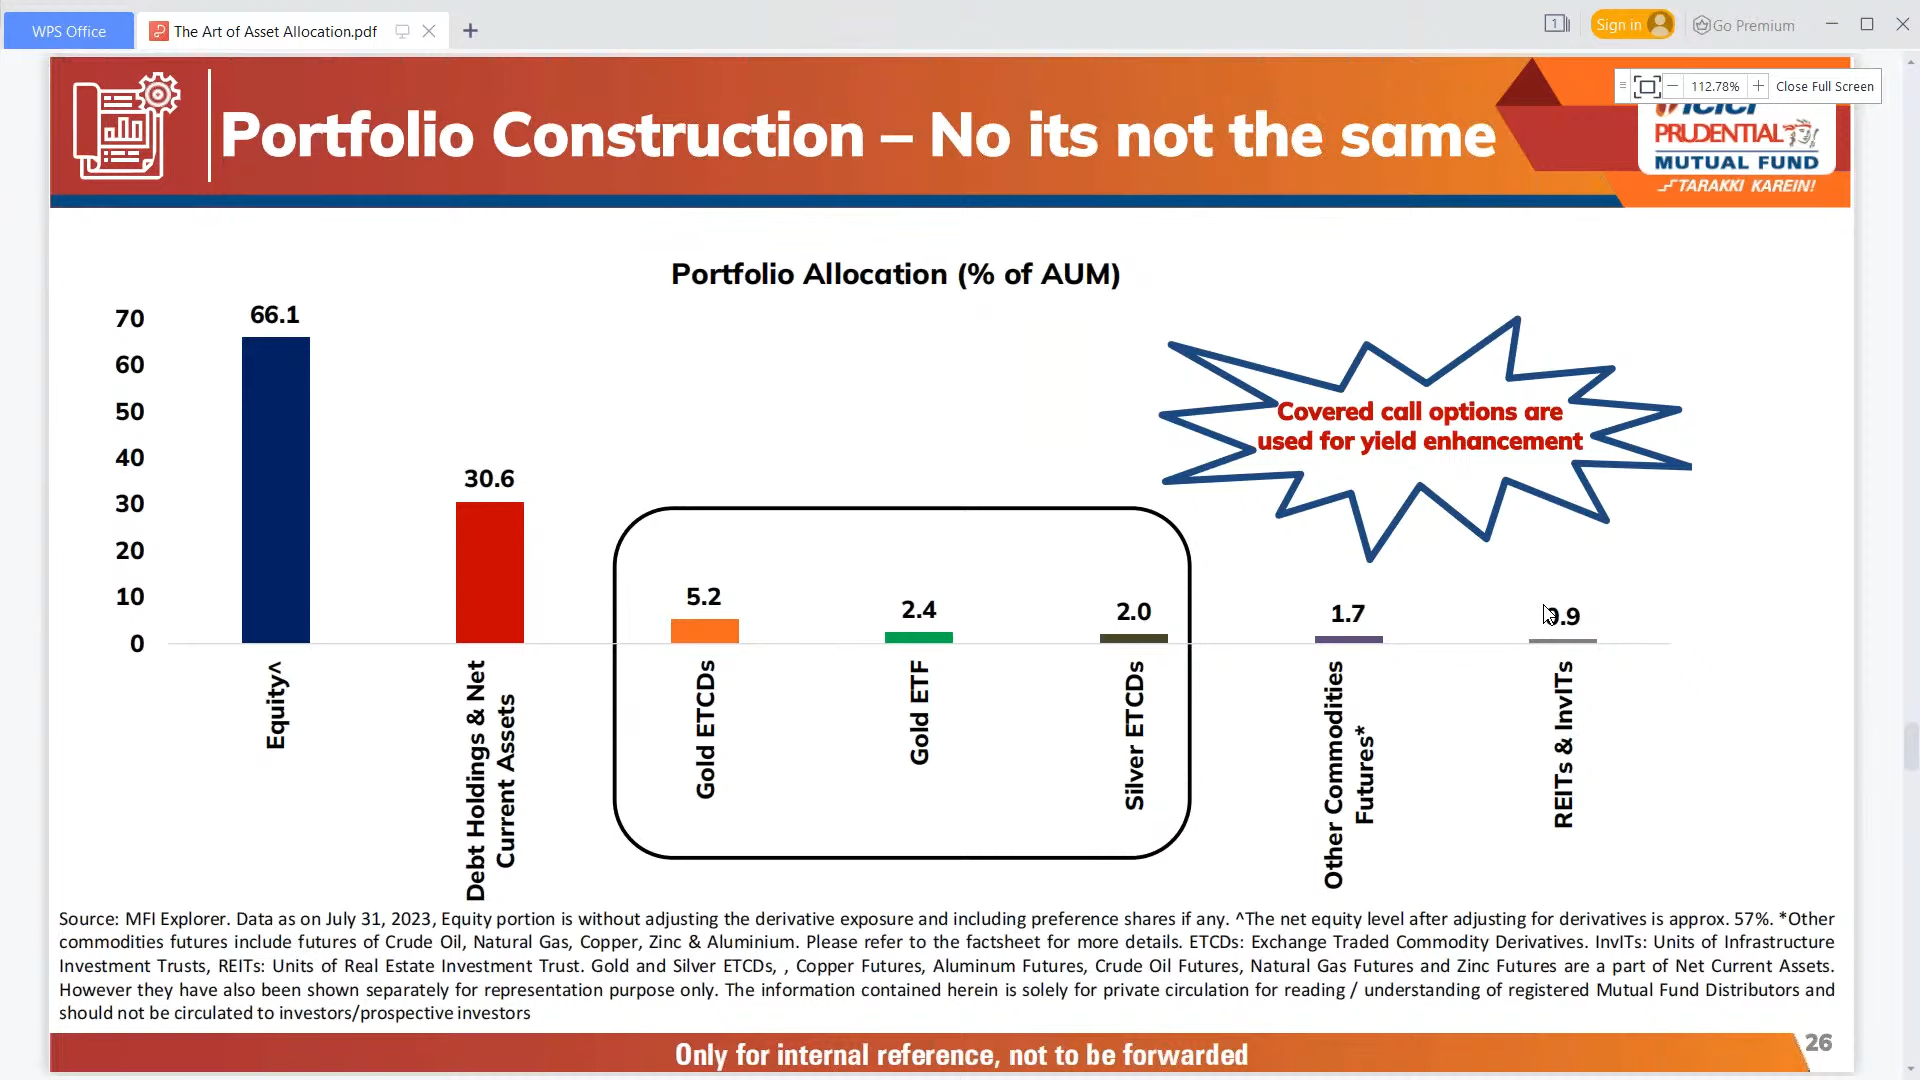 WPS Office
The Art of Asset Allocation.pdf
1
Sign in
Go Premium
112.78%
Close Full Screen
Portfolio Construction – No its not the same
PRUDENTIAL
MUTUAL FUND
TARAKKI KAREIN!
Portfolio Allocation (% of AUM)
70
60
50
40
30
20
10
0
66.1
30.6
5.2
2.4
2.0
1.7
Covered call options are
used for yield enhancement
Equity^
Debt Holdings & Net
Current Assets
Gold ETCDs
Gold ETF
Silver ETCDs
Other Commodities
Futures*
REITs & InvITs
Source: MFI Explorer. Data as on July 31, 2023, Equity portion is without adjusting the derivative exposure and including preference shares if any. ^The net equity level after adjusting for derivatives is approx. 57%. *Other
commodities futures include futures of Crude Oil, Natural Gas, Copper, Zinc & Aluminium. Please refer to the factsheet for more details. ETCDs: Exchange Traded Commodity Derivatives. InvITs: Units of Infrastructure
Investment Trusts, REITs: Units of Real Estate Investment Trust. Gold and Silver ETCDs, , Copper Futures, Aluminum Futures, Crude Oil Futures, Natural Gas Futures and Zinc Futures are a part of Net Current Assets.
However they have also been shown separately for representation purpose only. The information contained herein is solely for private circulation for reading / understanding of registered Mutual Fund Distributors and
should not be circulated to investors/prospective investors
Only for internal reference, not to be forwarded
26